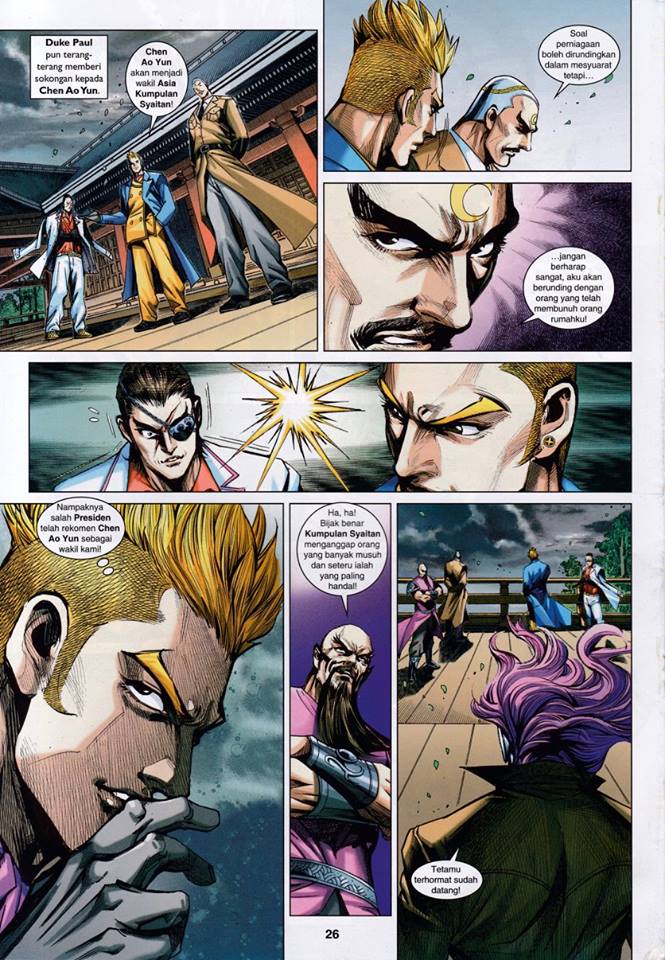 Duke Paul
pun terang-
terang memberi
sokongan kepada
Chen Ao Yun.
Chen
Ao Yun
akan menjadi
wakil Asia
Kumpulan
Syaitan!
Soal
perniagaan
boleh dirundingkan
dalam mesyuarat
tetapi...
...jangan
berharap
sangat, aku akan
berunding dengan
orang yang telah
membunuh orang
rumahku!
Nampaknya
salah Presiden
telah rekomen Chen
Ao Yun sebagai
wakil kami!
Ha, ha!
Bijak benar
Kumpulan Syaitan
menganggap orang
yang banyak musuh
dan seteru ialah
yang paling
handal!
Tetamu
terhormat sudah
datang!
26